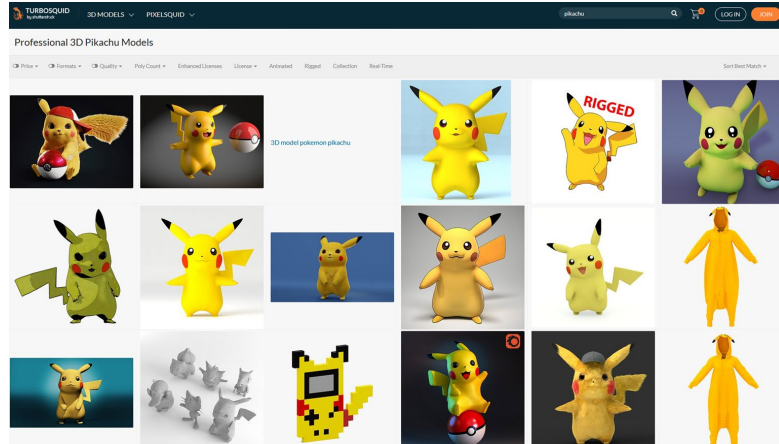 TURBOSQUID
by shutterstock
3D MODELS
PIXELSQUID
pikachu
LOG IN
JOIN
Professional 3D Pikachu Models
Price
Formats
Quality
Poly Count
Enhanced Licenses
License
Animated
Rigged
Collection
Real-Time
Sort Best Match
3D model pokemon pikachu
RIGGED